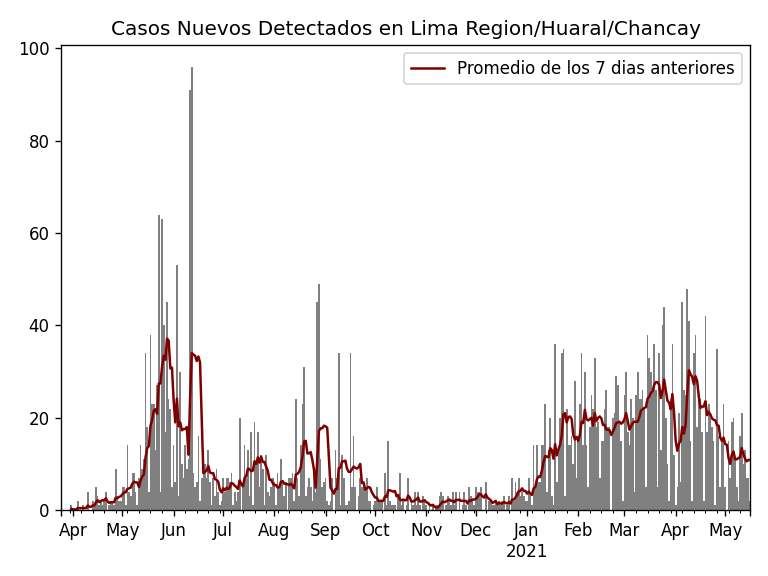 Casos Nuevos Detectados en Lima Region/Huaral/Chancay
Promedio de los 7 dias anteriores
100
80
60
40
20
0
Apr May Jun Jul Aug Sep Oct Nov Dec Jan Feb Mar Apr May
2021